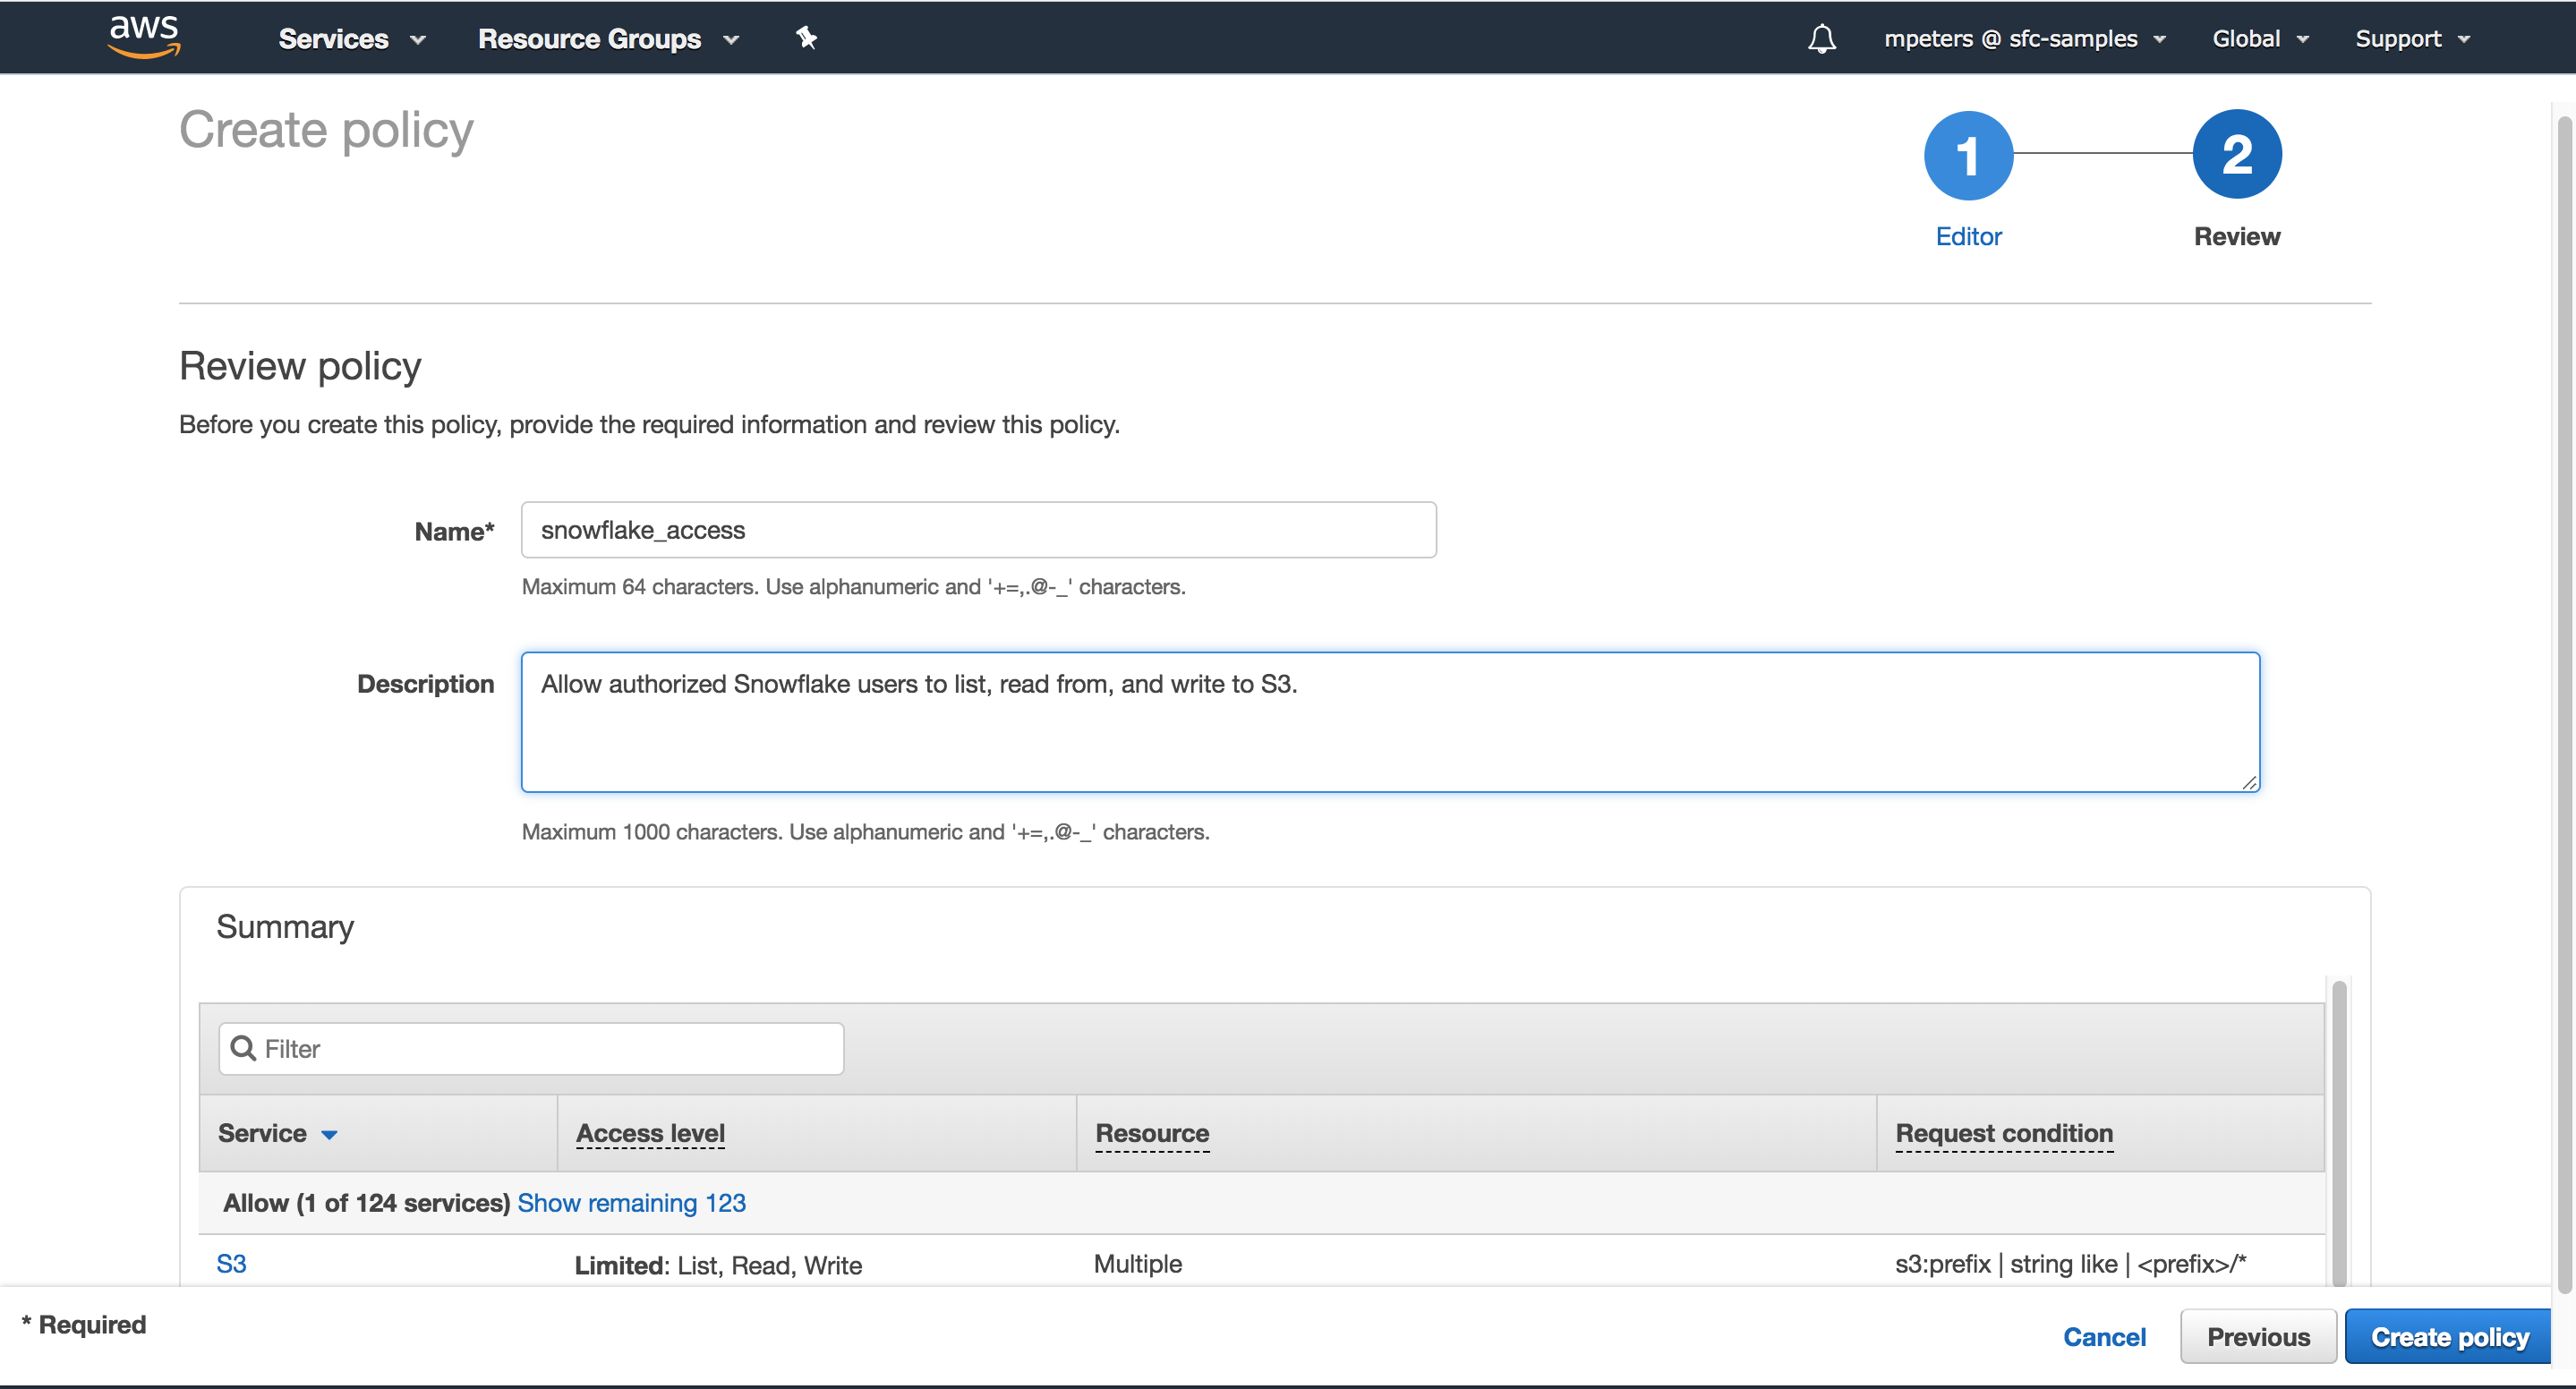 aws Services Resource Groups mpeters @ sfc-samples Global Support
Create policy
1 2
Editor Review
Review policy
Before you create this policy, provide the required information and review this policy.
Name* snowflake_access
Maximum 64 characters. Use alphanumeric and '+=,.@-_' characters.
Description Allow authorized Snowflake users to list, read from, and write to S3.
Maximum 1000 characters. Use alphanumeric and '+=,.@-_' characters.
Summary
Filter
Service Access level Resource Request condition
Allow (1 of 124 services) Show remaining 123
S3 Limited: List, Read, Write Multiple s3:prefix | string like | <prefix>/*
* Required
Cancel Previous Create policy